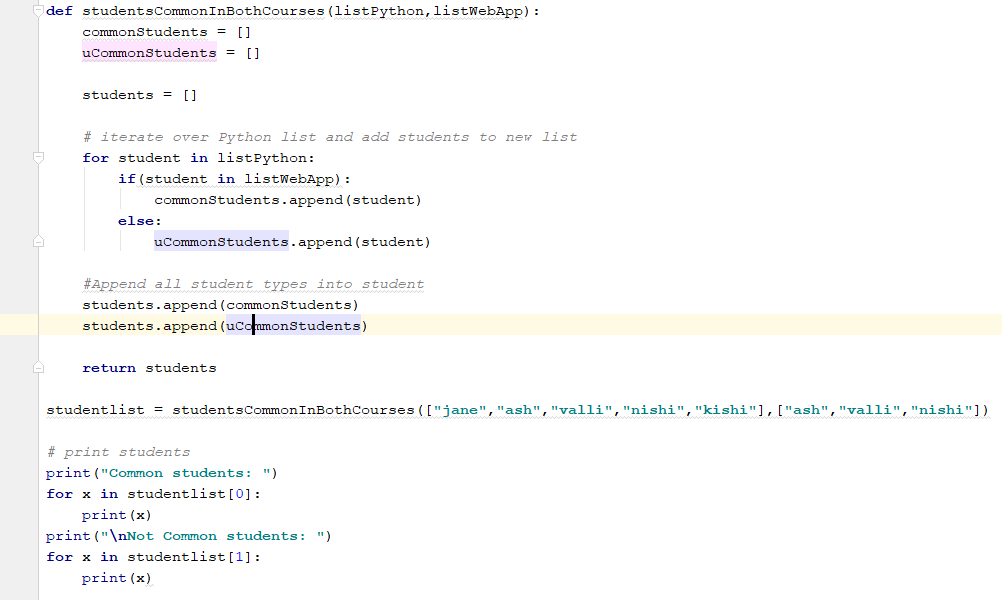 def studentsCommonInBothCourses(listPython,listWebApp):
    commonStudents = []
    uCommonStudents = []

    students = []

    # iterate over Python list and add students to new list
    for student in listPython:
        if(student in listWebApp):
            commonStudents.append(student)
        else:
            uCommonStudents.append(student)

    #Append all student types into student
    students.append(commonStudents)
    students.append(uCommonStudents)

    return students

studentlist = studentsCommonInBothCourses(["jane","ash","valli","nishi","kishi"],["ash","valli","nishi"])

# print students
print("Common students: ")
for x in studentlist[0]:
    print(x)
print("\nNot Common students: ")
for x in studentlist[1]:
    print(x)